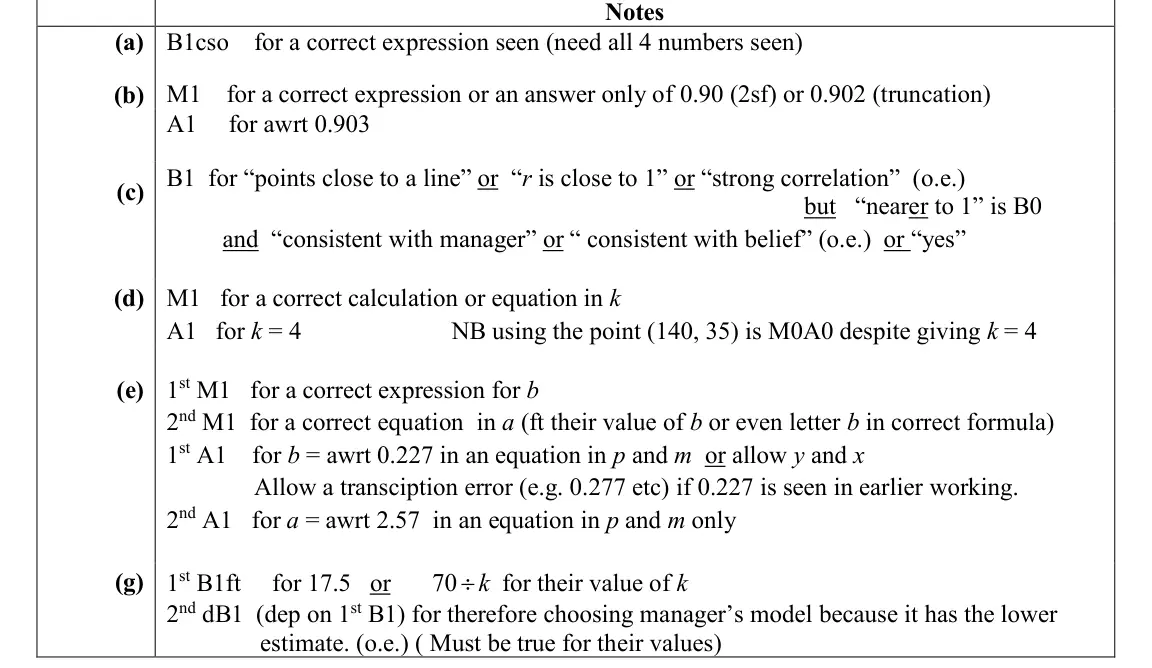 Notes
(a) B1cso for a correct expression seen (need all 4 numbers seen)
(b) M1 for a correct expression or an answer only of 0.90 (2sf) or 0.902 (truncation)
A1 for awrt 0.903
(c) B1 for “points close to a line” or “r is close to 1” or “strong correlation” (o.e.)
but “nearer to 1” is B0
and “consistent with manager” or “ consistent with belief” (o.e.) or “yes”
(d) M1 for a correct calculation or equation in k
A1 for k = 4 NB using the point (140, 35) is M0A0 despite giving k = 4
(e) 1st M1 for a correct expression for b
2nd M1 for a correct equation in a (ft their value of b or even letter b in correct formula)
1st A1 for b = awrt 0.227 in an equation in p and m or allow y and x
Allow a transciption error (e.g. 0.277 etc) if 0.227 is seen in earlier working.
2nd A1 for a = awrt 2.57 in an equation in p and m only
(g) 1st B1ft for 17.5 or 70 ÷ k for their value of k
2nd dB1 (dep on 1st B1) for therefore choosing manager’s model because it has the lower
estimate. (o.e.) ( Must be true for their values)